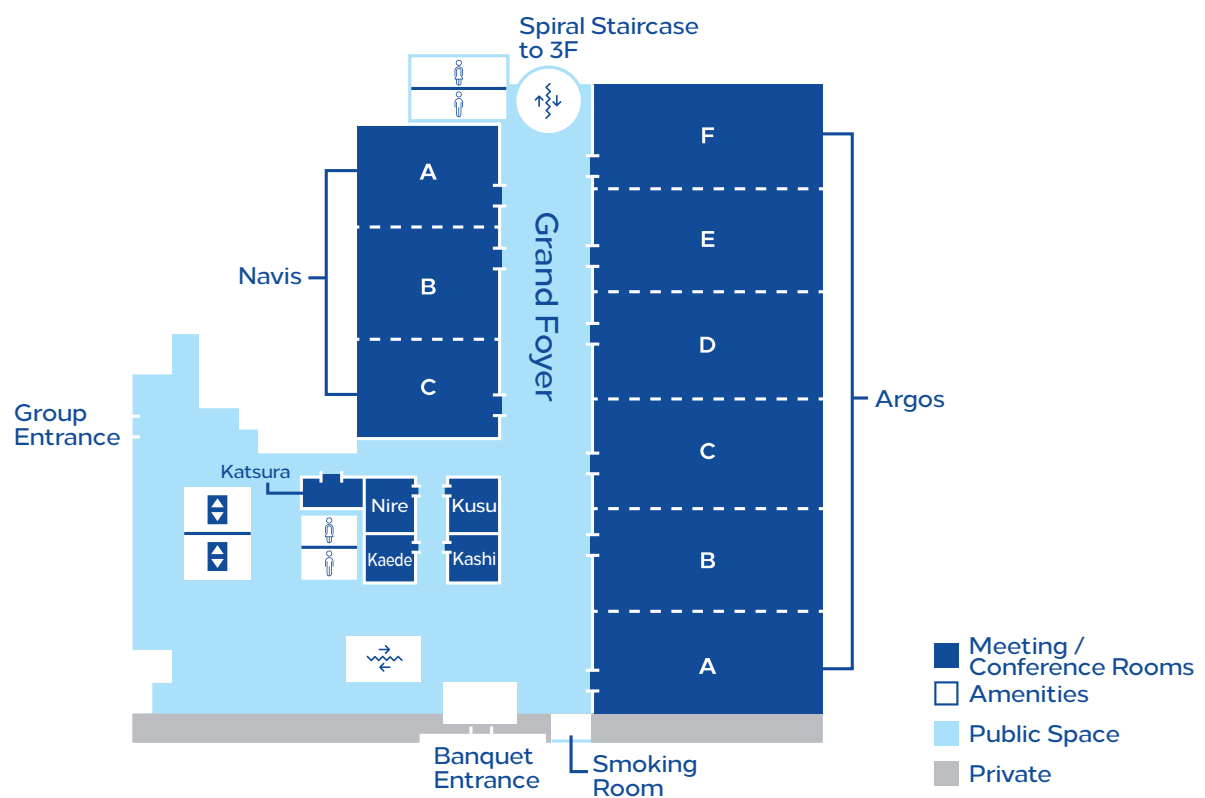 Spiral Staircase
to 3F
F
A
E
Grand Foyer
Navis
B
D
C
Argos
Group
Entrance
C
Katsura
Nire
Kusu
Kaede
Kashi
B
A
Meeting /
Conference Rooms
Amenities
Public Space
Private
Banquet
Entrance
Smoking
Room